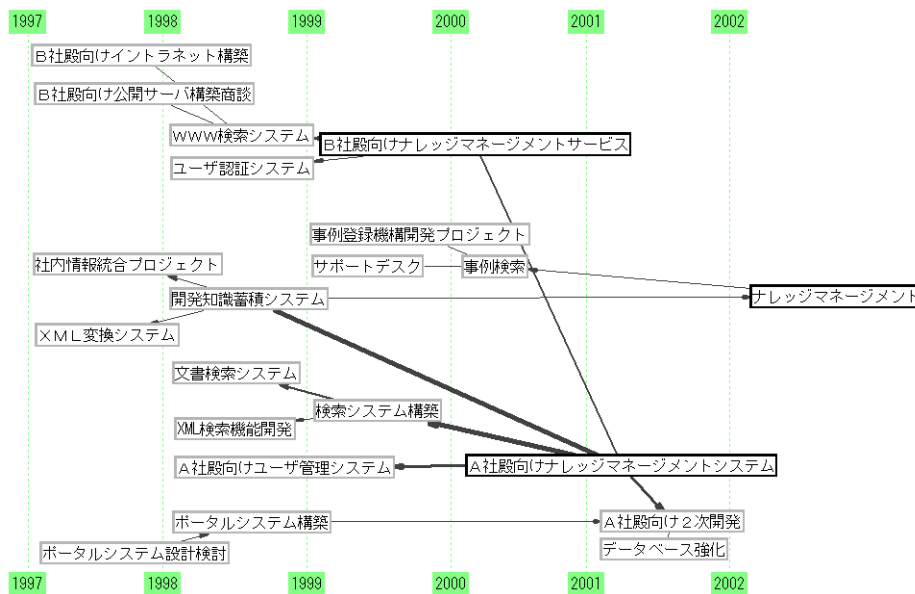 1997 1998 1999 2000 2001 2002
B社殿向けイントラネット構築
B社殿向け公開サーバ構築商談
WWW検索システム
B社殿向けナレッジマネージメントサービス
ユーザ認証システム
事例登録機構開発プロジェクト
社内情報統合プロジェクト
サポートデスク
事例検索
開発知識蓄積システム
ナレッジマネージメント
XML変換システム
文書検索システム
検索システム構築
XML検索機能開発
A社殿向けユーザ管理システム
A社殿向けナレッジマネージメントシステム
ポータルシステム構築
A社殿向け2次開発
ポータルシステム設計検討
データベース強化
1997 1998 1999 2000 2001 2002